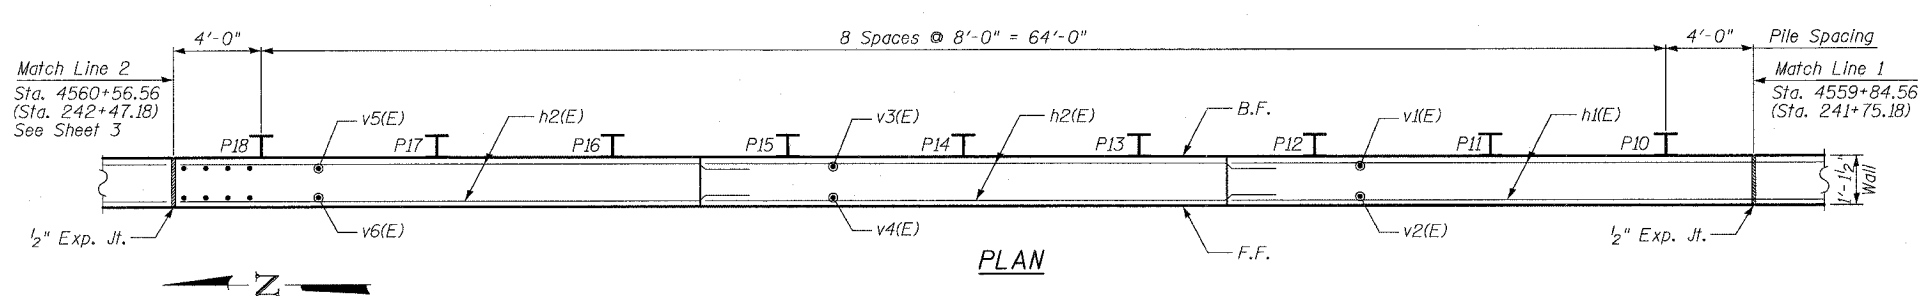 4'-0"
8 Spaces @ 8'-0" = 64'-0"
4'-0"
Pile Spacing
Match Line 2
Sta. 4560+56.56
(Sta. 242+47.18)
See Sheet 3
Match Line 1
Sta. 4559+84.56
(Sta. 241+75.18)
v5(E)
h2(E)
v3(E)
h2(E)
B.F.
v1(E)
h1(E)
P18
P17
P16
P15
P14
P13
P12
P11
P10
1'-1½"
Wall
½" Exp. Jt.
v6(E)
v4(E)
F.F.
v2(E)
½" Exp. Jt.
PLAN
N